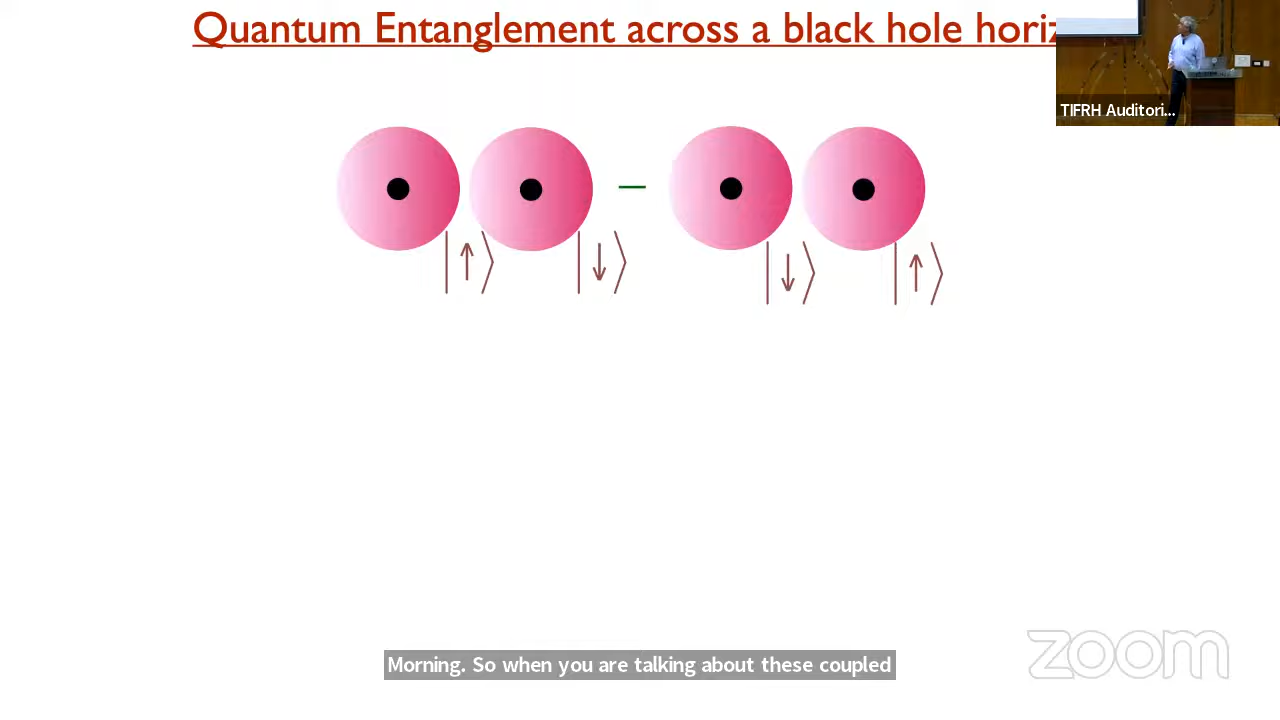 Quantum Entanglement across a black hole horiz
TIFRH Auditori...
|↑⟩ |↓⟩ – |↓⟩ |↑⟩
Morning. So when you are talking about these coupled
zoom